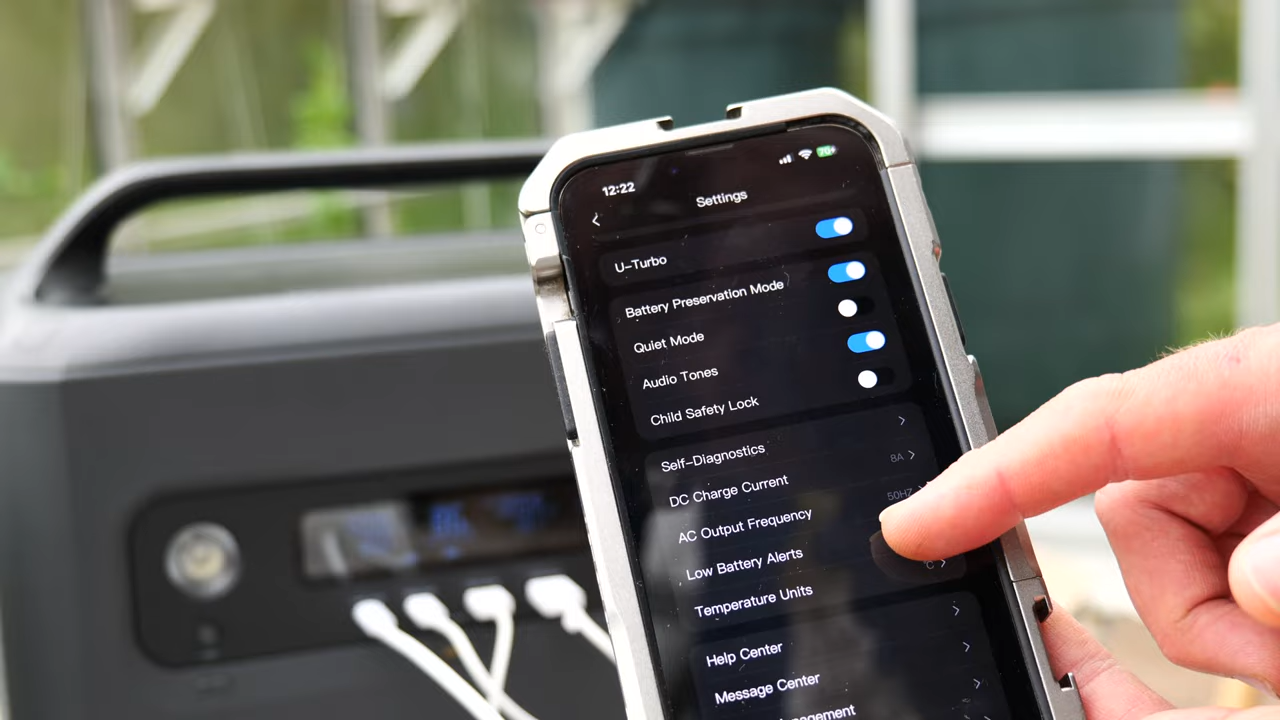 12:22
Settings
U-Turbo
Battery Preservation Mode
Quiet Mode
Audio Tones
Child Safety Lock
Self-Diagnostics
DC Charge Current 8A
AC Output Frequency 50HZ
Low Battery Alerts
Temperature Units °C
Help Center
Message Center